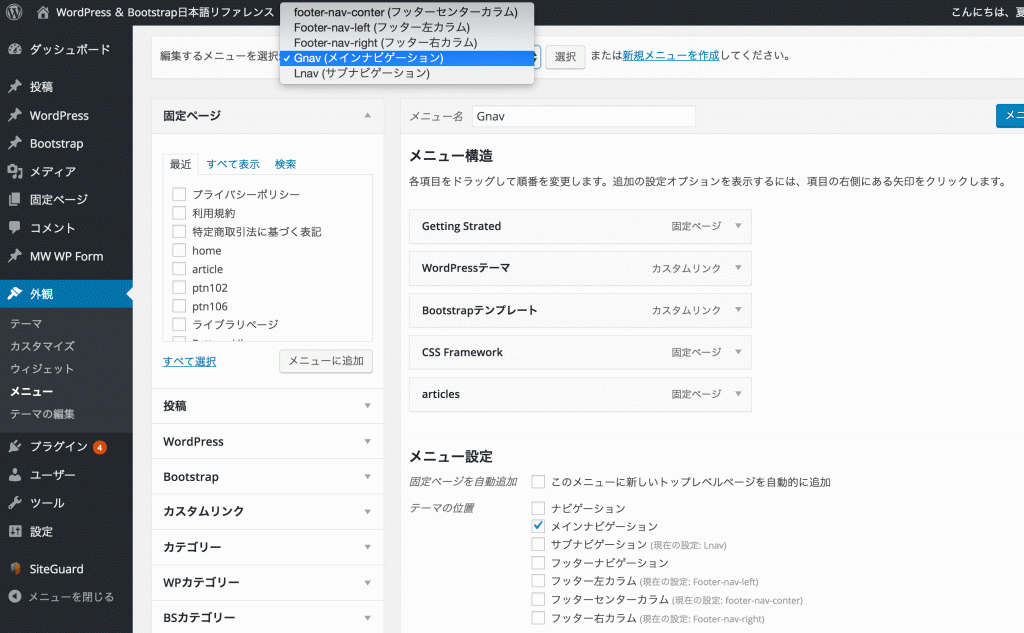 WordPress & Bootstrap日本語リファレンス
こんにちは、夏
footer-nav-conter (フッターセンターカラム)
Footer-nav-left (フッター左カラム)
Footer-nav-right (フッター右カラム)
✓ Gnav (メインナビゲーション)
Lnav (サブナビゲーション)
編集するメニューを選択
選択
または新規メニューを作成してください。
ダッシュボード
投稿
WordPress
Bootstrap
メディア
固定ページ
コメント
MW WP Form
外観
テーマ
カスタマイズ
ウィジェット
メニュー
テーマの編集
プラグイン 4
ユーザー
ツール
設定
SiteGuard
メニューを閉じる
固定ページ
最近 すべて表示 検索
プライバシーポリシー
利用規約
特定商取引法に基づく表記
home
article
ptn102
ptn106
ライブラリページ
すべて選択
メニューに追加
投稿
WordPress
Bootstrap
カスタムリンク
カテゴリー
WPカテゴリー
BSカテゴリー
メニュー名 Gnav
メニ
メニュー構造
各項目をドラッグして順番を変更します。追加の設定オプションを表示するには、項目の右側にある矢印をクリックします。
Getting Strated 固定ページ
WordPressテーマ カスタムリンク
Bootstrapテンプレート カスタムリンク
CSS Framework 固定ページ
articles 固定ページ
メニュー設定
固定ページを自動追加 このメニューに新しいトップレベルページを自動的に追加
テーマの位置 ナビゲーション
メインナビゲーション
サブナビゲーション (現在の設定: Lnav)
フッターナビゲーション
フッター左カラム (現在の設定: Footer-nav-left)
フッターセンターカラム (現在の設定: footer-nav-conter)
フッター右カラム (現在の設定: Footer-nav-right)